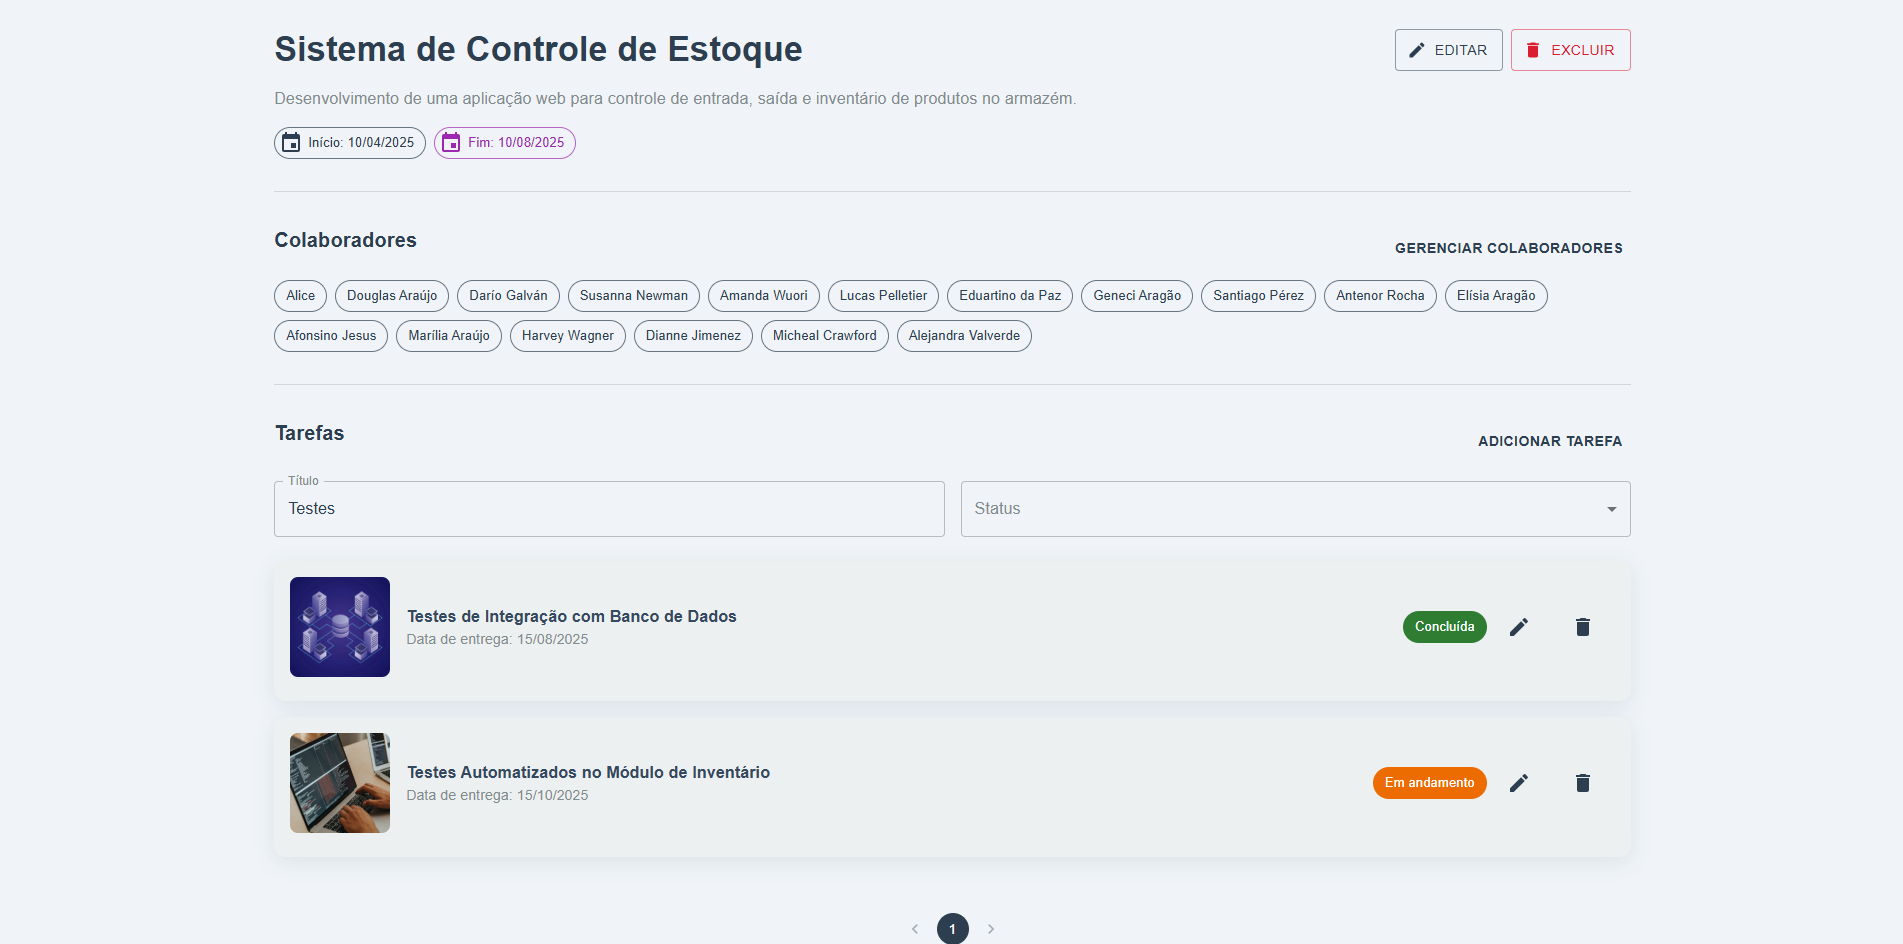 Sistema de Controle de Estoque
EDITAR
EXCLUIR
Desenvolvimento de uma aplicação web para controle de entrada, saída e inventário de produtos no armazém.
Início: 10/04/2025
Fim: 10/08/2025
Colaboradores
GERENCIAR COLABORADORES
Alice
Douglas Araújo
Darío Galván
Susanna Newman
Amanda Wuori
Lucas Pelletier
Eduartino da Paz
Geneci Aragão
Santiago Pérez
Antenor Rocha
Elísia Aragão
Afonsino Jesus
Marília Araújo
Harvey Wagner
Dianne Jimenez
Micheal Crawford
Alejandra Valverde
Tarefas
ADICIONAR TAREFA
Título
Testes
Status
Testes de Integração com Banco de Dados
Data de entrega: 15/08/2025
Concluída
Testes Automatizados no Módulo de Inventário
Data de entrega: 15/10/2025
Em andamento
1